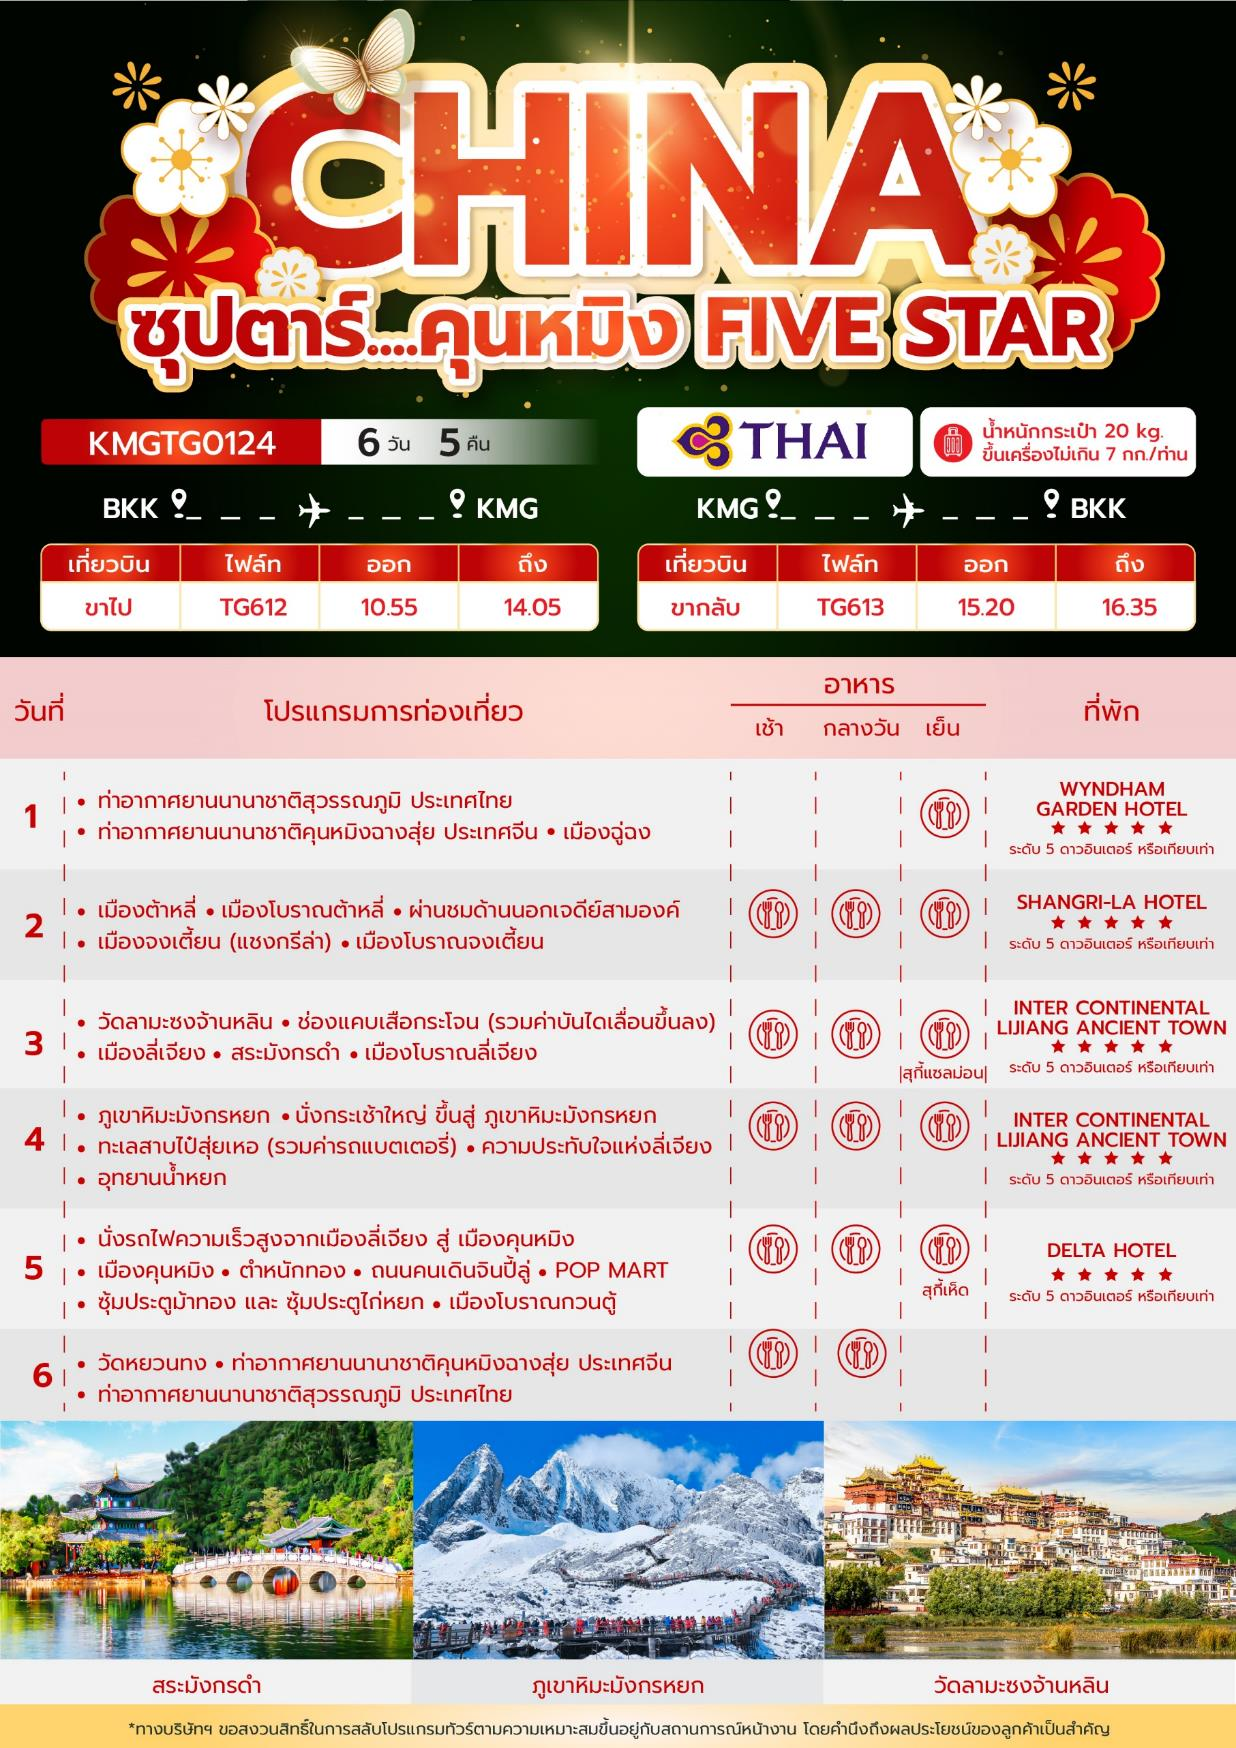 CHINA
ซุปตาร์....คุนหมิง FIVE STAR
KMGTG0124 6 วัน 5 คืน
THAI
น้ำหนักกระเป๋า 20 kg.
ขึ้นเครื่องไม่เกิน 7 กก./ท่าน
BKK KMG
KMG BKK
เที่ยวบิน ไฟล์ท ออก ถึง
ขาไป TG612 10.55 14.05
เที่ยวบิน ไฟล์ท ออก ถึง
ขากลับ TG613 15.20 16.35
วันที่ โปรแกรมการท่องเที่ยว อาหาร ที่พัก
เช้า กลางวัน เย็น
1
• ท่าอากาศยานนานาชาติสุวรรณภูมิ ประเทศไทย
• ท่าอากาศยานนานาชาติคุนหมิงฉางสุ่ย ประเทศจีน • เมืองฉู่ฉง
WYNDHAM
GARDEN HOTEL
★ ★ ★ ★ ★
ระดับ 5 ดาวอินเตอร์ หรือเทียบเท่า
2
• เมืองต้าหลี่ • เมืองโบราณต้าหลี่ • ผ่านชมด้านนอกเจดีย์สามองค์
• เมืองจงเตี้ยน (แชงกรีล่า) • เมืองโบราณจงเตี้ยน
SHANGRI-LA HOTEL
★ ★ ★ ★ ★
ระดับ 5 ดาวอินเตอร์ หรือเทียบเท่า
3
• วัดลามะซงจ้านหลิน • ช่องแคบเสือกระโจน (รวมค่าบันไดเลื่อนขึ้นลง)
• เมืองลี่เจียง • สระมังกรดำ • เมืองโบราณลี่เจียง
สุกี้แซลม่อน
INTER CONTINENTAL
LIJIANG ANCIENT TOWN
★ ★ ★ ★ ★
ระดับ 5 ดาวอินเตอร์ หรือเทียบเท่า
4
• ภูเขาหิมะมังกรหยก • นั่งกระเช้าใหญ่ ขึ้นสู่ ภูเขาหิมะมังกรหยก
• ทะเลสาบไป๋สุ่ยเหอ (รวมค่ารถแบตเตอรี่) • ความประทับใจแห่งลี่เจียง
• อุทยานน้ำหยก
INTER CONTINENTAL
LIJIANG ANCIENT TOWN
★ ★ ★ ★ ★
ระดับ 5 ดาวอินเตอร์ หรือเทียบเท่า
5
• นั่งรถไฟความเร็วสูงจากเมืองลี่เจียง สู่ เมืองคุนหมิง
• เมืองคุนหมิง • ตำหนักทอง • ถนนคนเดินจินปี้ลู่ • POP MART
• ซุ้มประตูม้าทอง และ ซุ้มประตูไก่หยก • เมืองโบราณกวนตู้
สุกี้เห็ด
DELTA HOTEL
★ ★ ★ ★ ★
ระดับ 5 ดาวอินเตอร์ หรือเทียบเท่า
6
• วัดหยวนทง • ท่าอากาศยานนานาชาติคุนหมิงฉางสุ่ย ประเทศจีน
• ท่าอากาศยานนานาชาติสุวรรณภูมิ ประเทศไทย
สระมังกรดำ ภูเขาหิมะมังกรหยก วัดลามะซงจ้านหลิน
*ทางบริษัทฯ ขอสงวนสิทธิ์ในการสลับโปรแกรมทัวร์ตามความเหมาะสมขึ้นอยู่กับสถานการณ์หน้างาน โดยคำนึงถึงผลประโยชน์ของลูกค้าเป็นสำคัญ